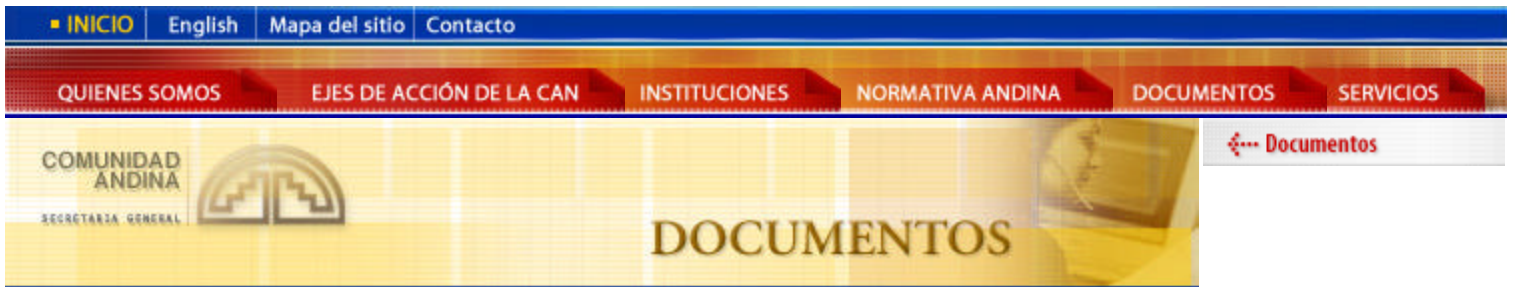 INICIO English Mapa del sitio Contacto
QUIENES SOMOS EJES DE ACCIÓN DE LA CAN INSTITUCIONES NORMATIVA ANDINA DOCUMENTOS SERVICIOS
Documentos
COMUNIDAD
ANDINA
SECRETARIA GENERAL
DOCUMENTOS